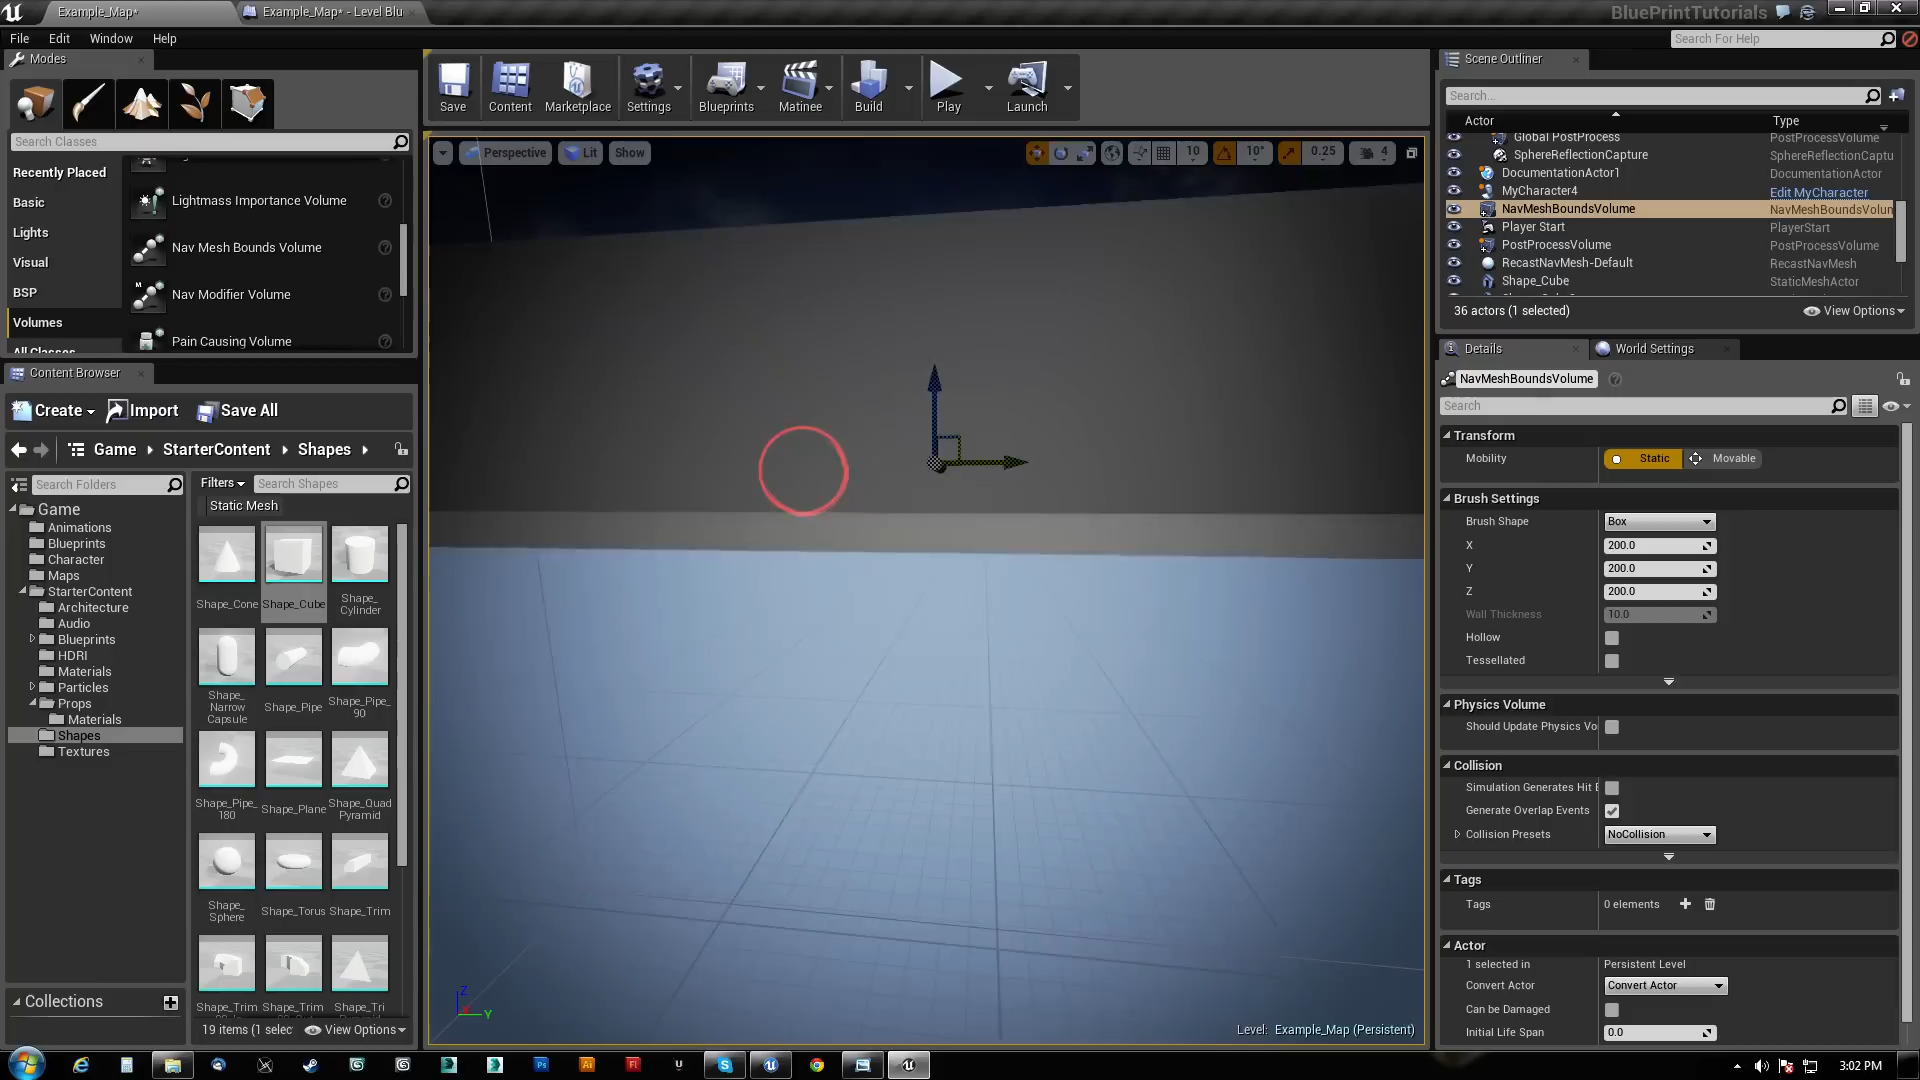 Example_Map*
Example_Map* - Level Blu
BluePrintTutorials
File Edit Window Help
Search For Help
Modes
Search Classes
Recently Placed
Basic
Lights
Visual
BSP
Volumes
All Classes
Lightmass Importance Volume
Nav Mesh Bounds Volume
Nav Modifier Volume
Pain Causing Volume
Content Browser
Create
Import
Save All
Game StarterContent Shapes
Search Folders
Game
Animations
Blueprints
Character
Maps
StarterContent
Architecture
Audio
Blueprints
HDRI
Materials
Particles
Props
Materials
Shapes
Textures
Collections
Filters
Search Shapes
Static Mesh
Shape_Cone
Shape_Cube
Shape_
Cylinder
Shape_
Narrow
Capsule
Shape_Pipe
Shape_Pipe_
90
Shape_Pipe_
180
Shape_Plane
Shape_Quad
Pyramid
Shape_
Sphere
Shape_Torus
Shape_Trim
Shape_Trim
Shape_Trim
Shape_Tri
19 items (1 selec
View Options
Save
Content
Marketplace
Settings
Blueprints
Matinee
Build
Play
Launch
Perspective
Lit
Show
10
10°
0.25
4
Z
Y
Level: Example_Map (Persistent)
Scene Outliner
Search...
Actor Type
Global PostProcess PostProcessVolume
SphereReflectionCapture SphereReflectionCaptu
DocumentationActor1 DocumentationActor
MyCharacter4 Edit MyCharacter
NavMeshBoundsVolume NavMeshBoundsVolun
Player Start PlayerStart
PostProcessVolume PostProcessVolume
RecastNavMesh-Default RecastNavMesh
Shape_Cube StaticMeshActor
36 actors (1 selected)
View Options
Details
World Settings
NavMeshBoundsVolume
Search
Transform
Mobility Static Movable
Brush Settings
Brush Shape Box
X 200.0
Y 200.0
Z 200.0
Wall Thickness 10.0
Hollow
Tessellated
Physics Volume
Should Update Physics Vo
Collision
Simulation Generates Hit E
Generate Overlap Events
Collision Presets NoCollision
Tags
Tags 0 elements
Actor
1 selected in Persistent Level
Convert Actor Convert Actor
Can be Damaged
Initial Life Span 0.0
3:02 PM